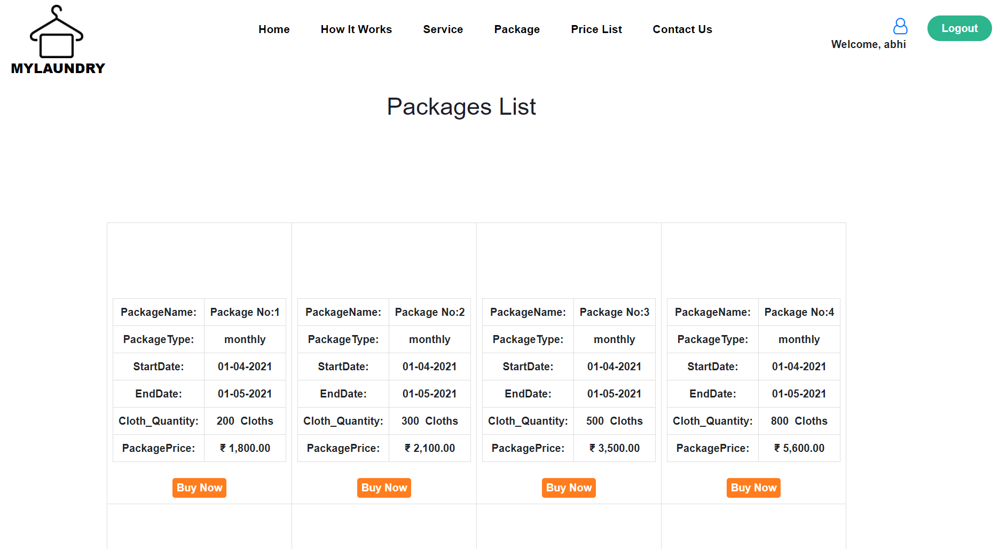 MYLAUNDRY
Home How It Works Service Package Price List Contact Us
Welcome, abhi
Logout
Packages List
PackageName: Package No:1 PackageName: Package No:2 PackageName: Package No:3 PackageName: Package No:4
PackageType: monthly PackageType: monthly PackageType: monthly PackageType: monthly
StartDate: 01-04-2021 StartDate: 01-04-2021 StartDate: 01-04-2021 StartDate: 01-04-2021
EndDate: 01-05-2021 EndDate: 01-05-2021 EndDate: 01-05-2021 EndDate: 01-05-2021
Cloth_Quantity: 200 Cloths Cloth_Quantity: 300 Cloths Cloth_Quantity: 500 Cloths Cloth_Quantity: 800 Cloths
PackagePrice: ₹ 1,800.00 PackagePrice: ₹ 2,100.00 PackagePrice: ₹ 3,500.00 PackagePrice: ₹ 5,600.00
Buy Now Buy Now Buy Now Buy Now